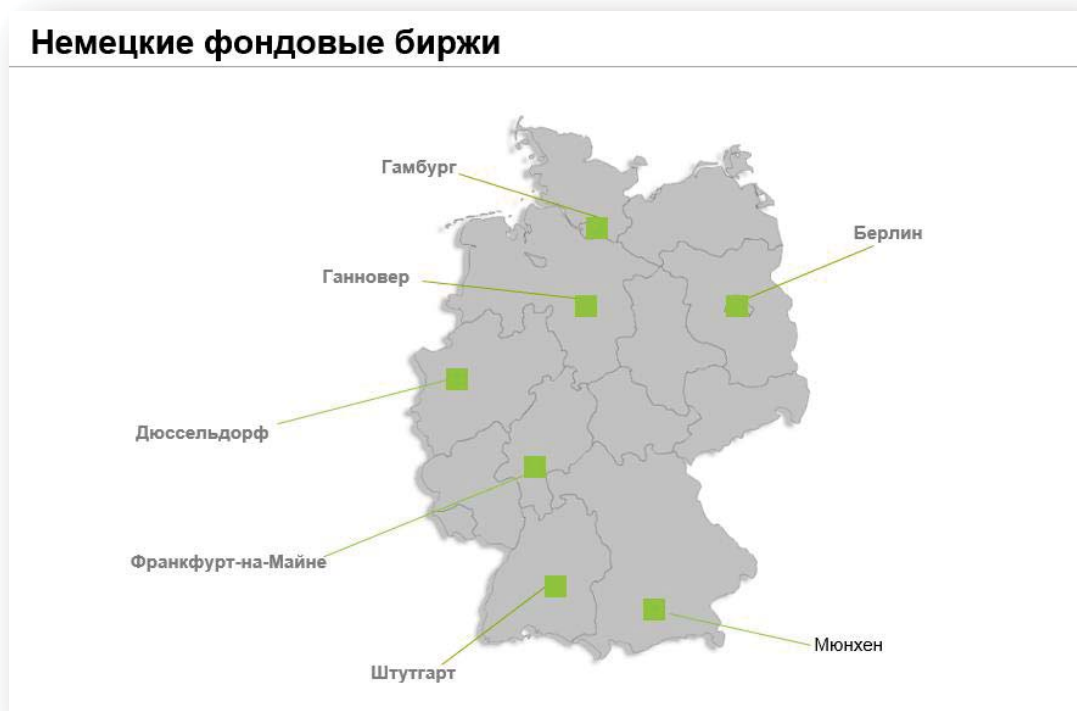 Немецкие фондовые биржи
Гамбург
Берлин
Ганновер
Дюссельдорф
Франкфурт-на-Майне
Мюнхен
Штутгарт